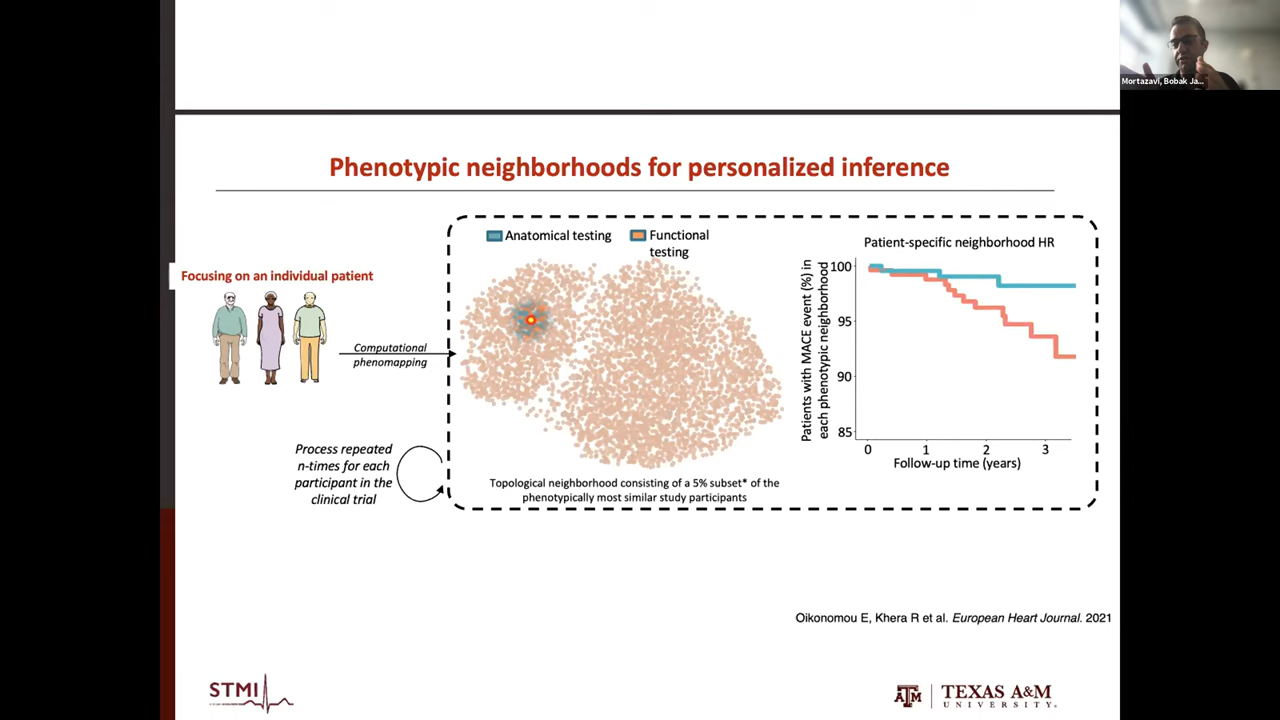 Mortazavi, Bobak Ja...
Phenotypic neighborhoods for personalized inference
Focusing on an individual patient
Computational
phenomapping
Process repeated
n-times for each
participant in the
clinical trial
Anatomical testing
Functional
testing
Topological neighborhood consisting of a 5% subset* of the
phenotypically most similar study participants
Patient-specific neighborhood HR
Patients with MACE event (%) in
each phenotypic neighborhood
100
95
90
85
0 1 2 3
Follow-up time (years)
Oikonomou E, Khera R et al. European Heart Journal. 2021
STMI
ATM
TEXAS A&M
UNIVERSITY.